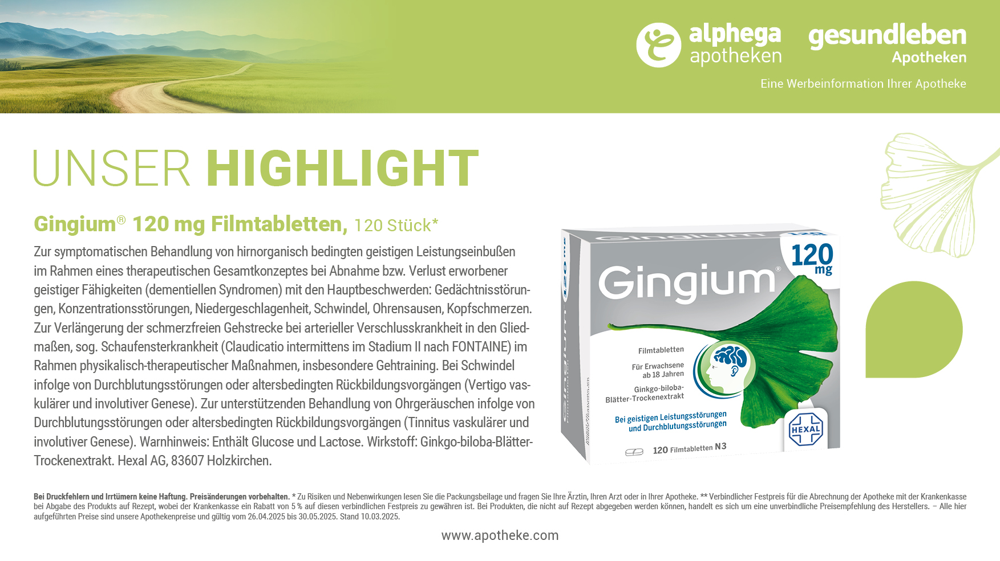 alphega
apotheken
gesundleben
Apotheken
Eine Werbeinformation Ihrer Apotheke
UNSER HIGHLIGHT
Gingium® 120 mg Filmtabletten, 120 Stück*
Zur symptomatischen Behandlung von hirnorganisch bedingten geistigen Leistungseinbußen
im Rahmen eines therapeutischen Gesamtkonzeptes bei Abnahme bzw. Verlust erworbener
geistiger Fähigkeiten (dementiellen Syndromen) mit den Hauptbeschwerden: Gedächtnisstörun-
gen, Konzentrationsstörungen, Niedergeschlagenheit, Schwindel, Ohrensausen, Kopfschmerzen.
Zur Verlängerung der schmerzfreien Gehstrecke bei arterieller Verschlusskrankheit in den Glied-
maßen, sog. Schaufensterkrankheit (Claudicatio intermittens im Stadium II nach FONTAINE) im
Rahmen physikalisch-therapeutischer Maßnahmen, insbesondere Gehtraining. Bei Schwindel
infolge von Durchblutungsstörungen oder altersbedingten Rückbildungsvorgängen (Vertigo vas-
kulärer und involutiver Genese). Zur unterstützenden Behandlung von Ohrgeräuschen infolge von
Durchblutungsstörungen oder altersbedingten Rückbildungsvorgängen (Tinnitus vaskulärer und
involutiver Genese). Warnhinweis: Enthält Glucose und Lactose. Wirkstoff: Ginkgo-biloba-Blätter-
Trockenextrakt. Hexal AG, 83607 Holzkirchen.
Gingium
120 mg
120 mg
Gingium
120
mg
Gingium®
Filmtabletten
Für Erwachsene
ab 18 Jahren
Ginkgo-biloba-
Blätter-Trockenextrakt
Bei geistigen Leistungsstörungen
und Durchblutungsstörungen
120 Filmtabletten N3
HEXAL
Bei Druckfehlern und Irrtümern keine Haftung. Preisänderungen vorbehalten. * Zu Risiken und Nebenwirkungen lesen Sie die Packungsbeilage und fragen Sie Ihre Ärztin, Ihren Arzt oder in Ihrer Apotheke. ** Verbindlicher Festpreis für die Abrechnung der Apotheke mit der Krankenkasse
bei Abgabe des Produkts auf Rezept, wobei der Krankenkasse ein Rabatt von 5 % auf diesen verbindlichen Festpreis zu gewähren ist. Bei Produkten, die nicht auf Rezept abgegeben werden können, handelt es sich um eine unverbindliche Preisempfehlung des Herstellers. – Alle hier
aufgeführten Preise sind unsere Apothekenpreise und gültig vom 26.04.2025 bis 30.05.2025. Stand 10.03.2025.
www.apotheke.com